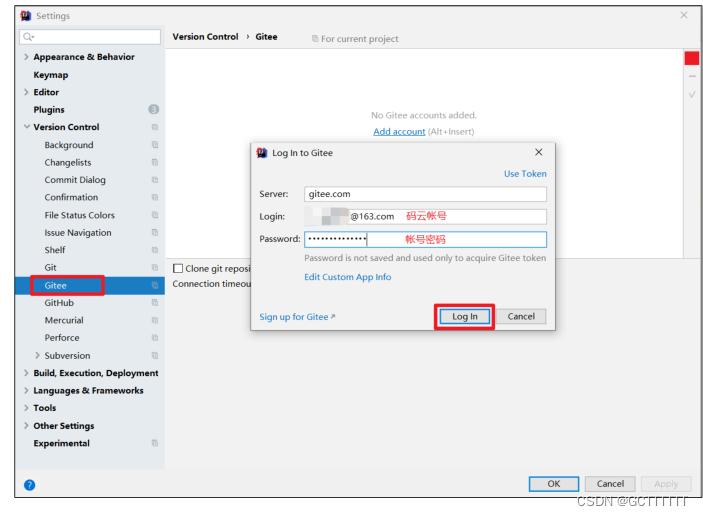 Settings
Version Control › Gitee For current project
Appearance & Behavior
Keymap
Editor
Plugins 3
Version Control
Background
Changelists
Commit Dialog
Confirmation
File Status Colors
Issue Navigation
Shelf
Git
Gitee
GitHub
Mercurial
Perforce
Subversion
Build, Execution, Deployment
Languages & Frameworks
Tools
Other Settings
Experimental
No Gitee accounts added.
Add account (Alt+Insert)
Log In to Gitee
Use Token
Server: gitee.com
Login: @163.com 码云帐号
Password: •••••••••••••• 帐号密码
Password is not saved and used only to acquire Gitee token
Edit Custom App Info
Sign up for Gitee ↗ Log In Cancel
Clone git reposi
Connection timeou
? OK Cancel Apply
CSDN @GCTTTTTT